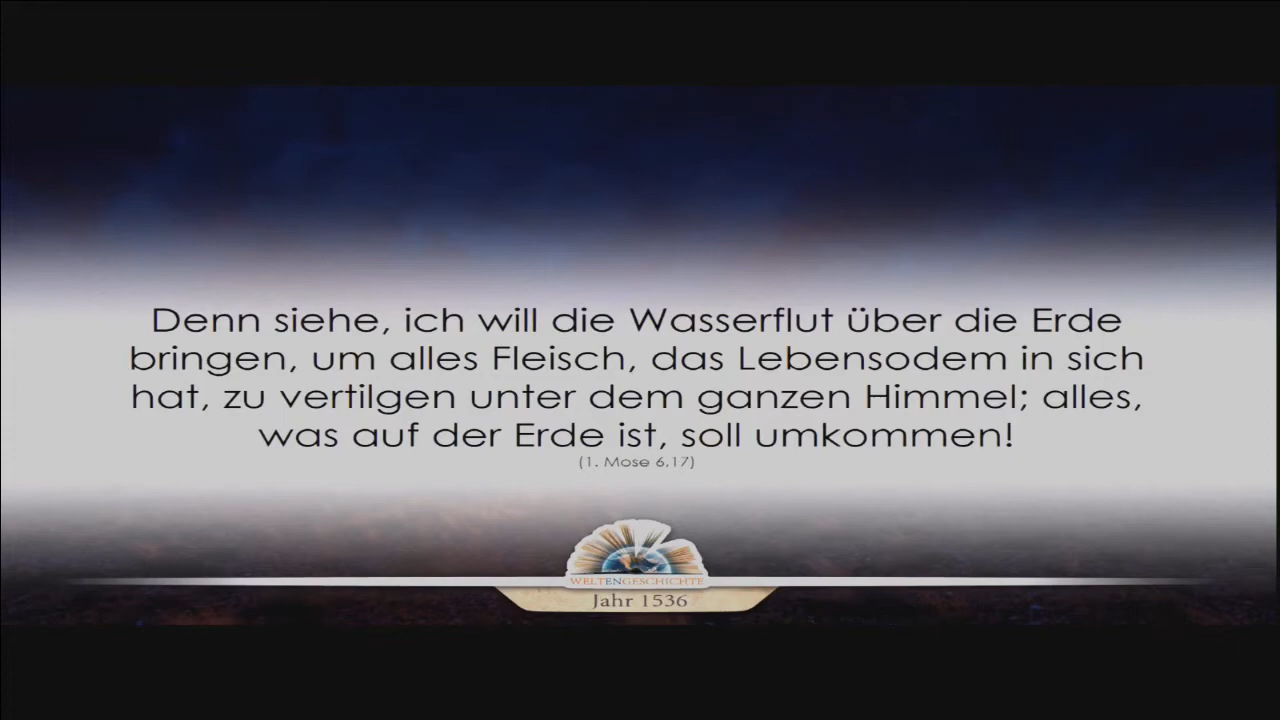 Denn siehe, ich will die Wasserflut über die Erde
bringen, um alles Fleisch, das Lebensodem in sich
hat, zu vertilgen unter dem ganzen Himmel; alles,
was auf der Erde ist, soll umkommen!
(1. Mose 6,17)
WELTENGESCHICHTE
Jahr 1536